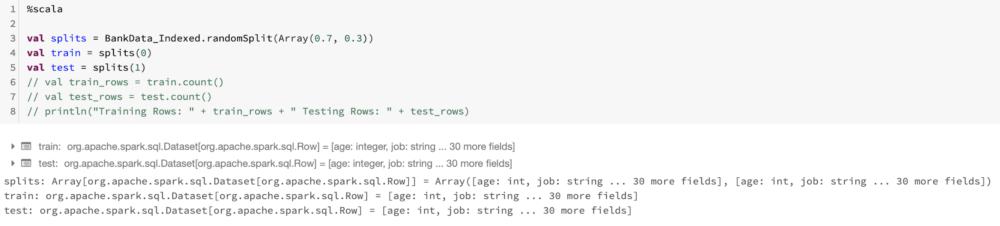 1 %scala
2
3 val splits = BankData_Indexed.randomSplit(Array(0.7, 0.3))
4 val train = splits(0)
5 val test = splits(1)
6 // val train_rows = train.count()
7 // val test_rows = test.count()
8 // println("Training Rows: " + train_rows + " Testing Rows: " + test_rows)
train: org.apache.spark.sql.Dataset[org.apache.spark.sql.Row] = [age: integer, job: string ... 30 more fields]
test: org.apache.spark.sql.Dataset[org.apache.spark.sql.Row] = [age: integer, job: string ... 30 more fields]
splits: Array[org.apache.spark.sql.Dataset[org.apache.spark.sql.Row]] = Array([age: int, job: string ... 30 more fields], [age: int, job: string ... 30 more fields])
train: org.apache.spark.sql.Dataset[org.apache.spark.sql.Row] = [age: int, job: string ... 30 more fields]
test: org.apache.spark.sql.Dataset[org.apache.spark.sql.Row] = [age: int, job: string ... 30 more fields]